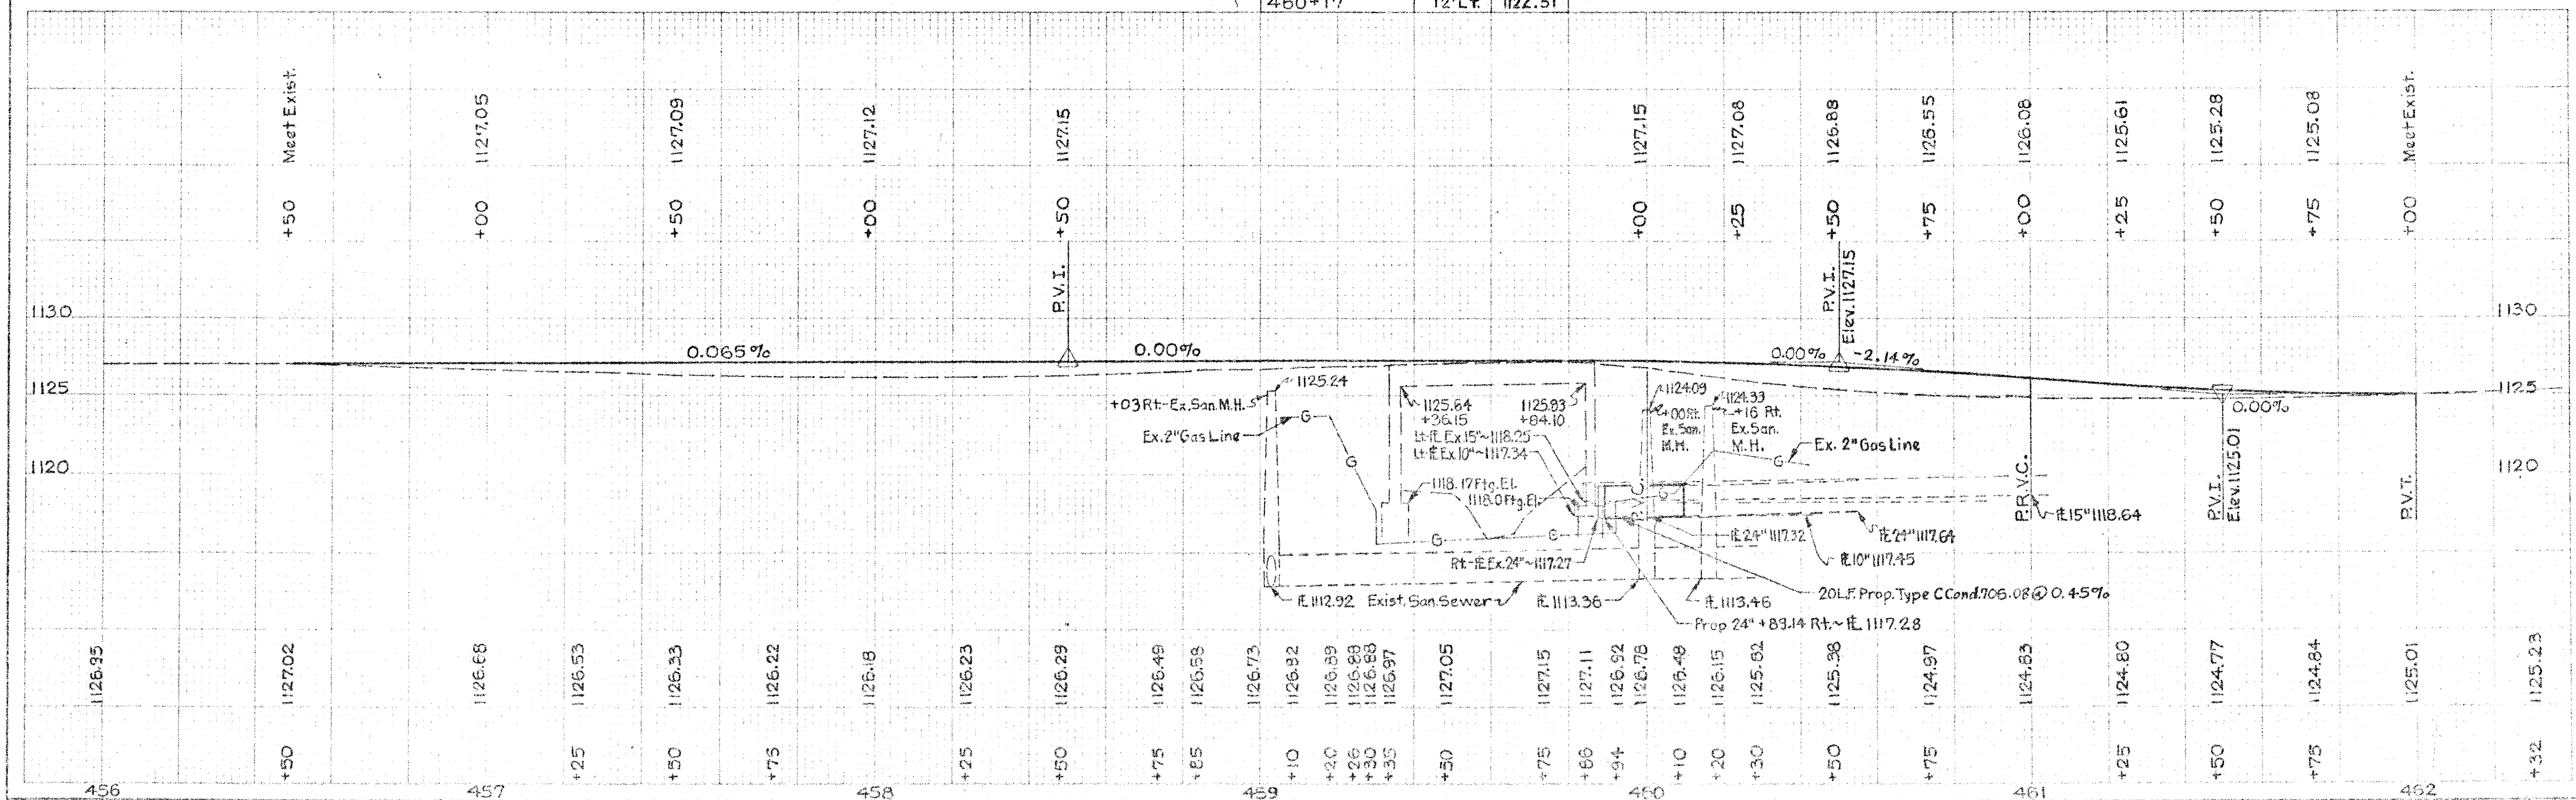 460+17 12' Lt. 1122.51
Meet Exist. 1127.05 1127.09 1127.12 1127.15 1127.15 1127.08 1126.88 1126.55 1126.08 1125.61 1125.28 1125.08 Meet Exist.
+50 +00 +50 +00 +50 +00 +25 +50 +75 +00 +25 +50 +75 +00
P.V.I.
P.V.I.
Elev. 1127.15
1130
1130
0.065%
0.00%
0.00%
-2.14%
1125
1125
0.00%
1125.24
+03 Rt.-Ex. San. M.H.
Ex. 2" Gas Line
G
G
1125.64
+36.15
1125.93
+84.10
Lt-I̵E Ex. 15"~1118.25
Lt-I̵E Ex 10"~1117.34
1124.09
+00 Rt.
Ex. San.
M.H.
1124.33
+16 Rt.
Ex. San.
M.H.
Ex. 2" Gas Line
G
1120
1120
1118.17 Ftg. El.
1118.0 Ftg. El.
P.V.C.
G
P.R.V.C.
P.V.I.
Elev. 1125.01
P.V.T.
I̵E 15" 1118.64
G
G
I̵E 24" 1117.32
I̵E 24" 1117.64
Rt-I̵E Ex. 24"~1117.27
I̵E 10" 1117.45
20 L.F. Prop. Type C Cond. 706.08 @ 0.45%
I̵E 1112.92
Exist. San. Sewer
I̵E 1113.36
I̵E 1113.46
Prop 24" +89.14 Rt.~ I̵E 1117.28
1126.95 1127.02 1126.68 1126.53 1126.33 1126.22 1126.18 1126.23 1126.29 1126.49 1126.58 1126.73 1126.82 1126.89 1126.88 1126.88 1126.97 1127.05 1127.15 1127.11 1126.92 1126.78 1126.48 1126.15 1125.82 1125.38 1124.97 1124.83 1124.80 1124.77 1124.84 1125.01 1125.23
+50 +25 +50 +75 +25 +50 +75 +85 +10 +20 +26 +30 +35 +50 +75 +86 +94 +10 +20 +30 +50 +75 +25 +50 +75 +32
456 457 458 459 460 461 462